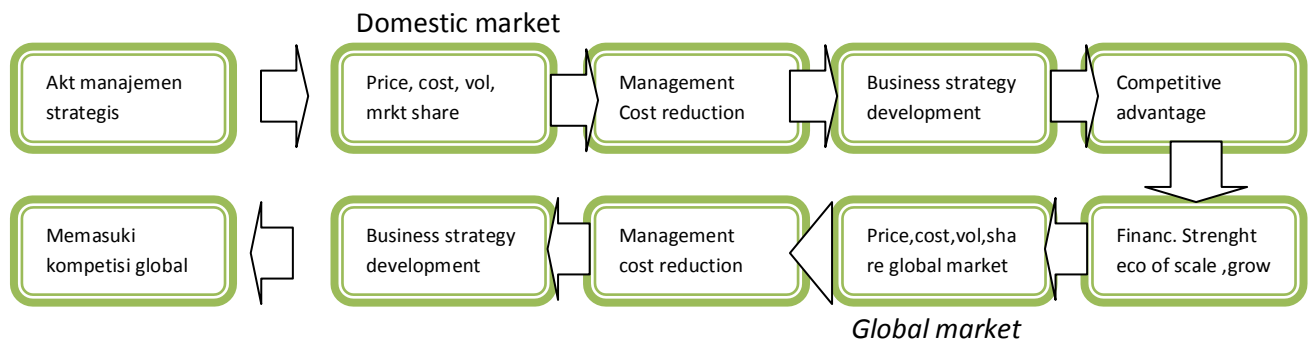 Domestic market
Akt manajemen
strategis
Price, cost, vol,
mrkt share
Management
Cost reduction
Business strategy
development
Competitive
advantage
Memasuki
kompetisi global
Business strategy
development
Management
cost reduction
Price,cost,vol,sha
re global market
Financ. Strenght
eco of scale ,grow
Global market